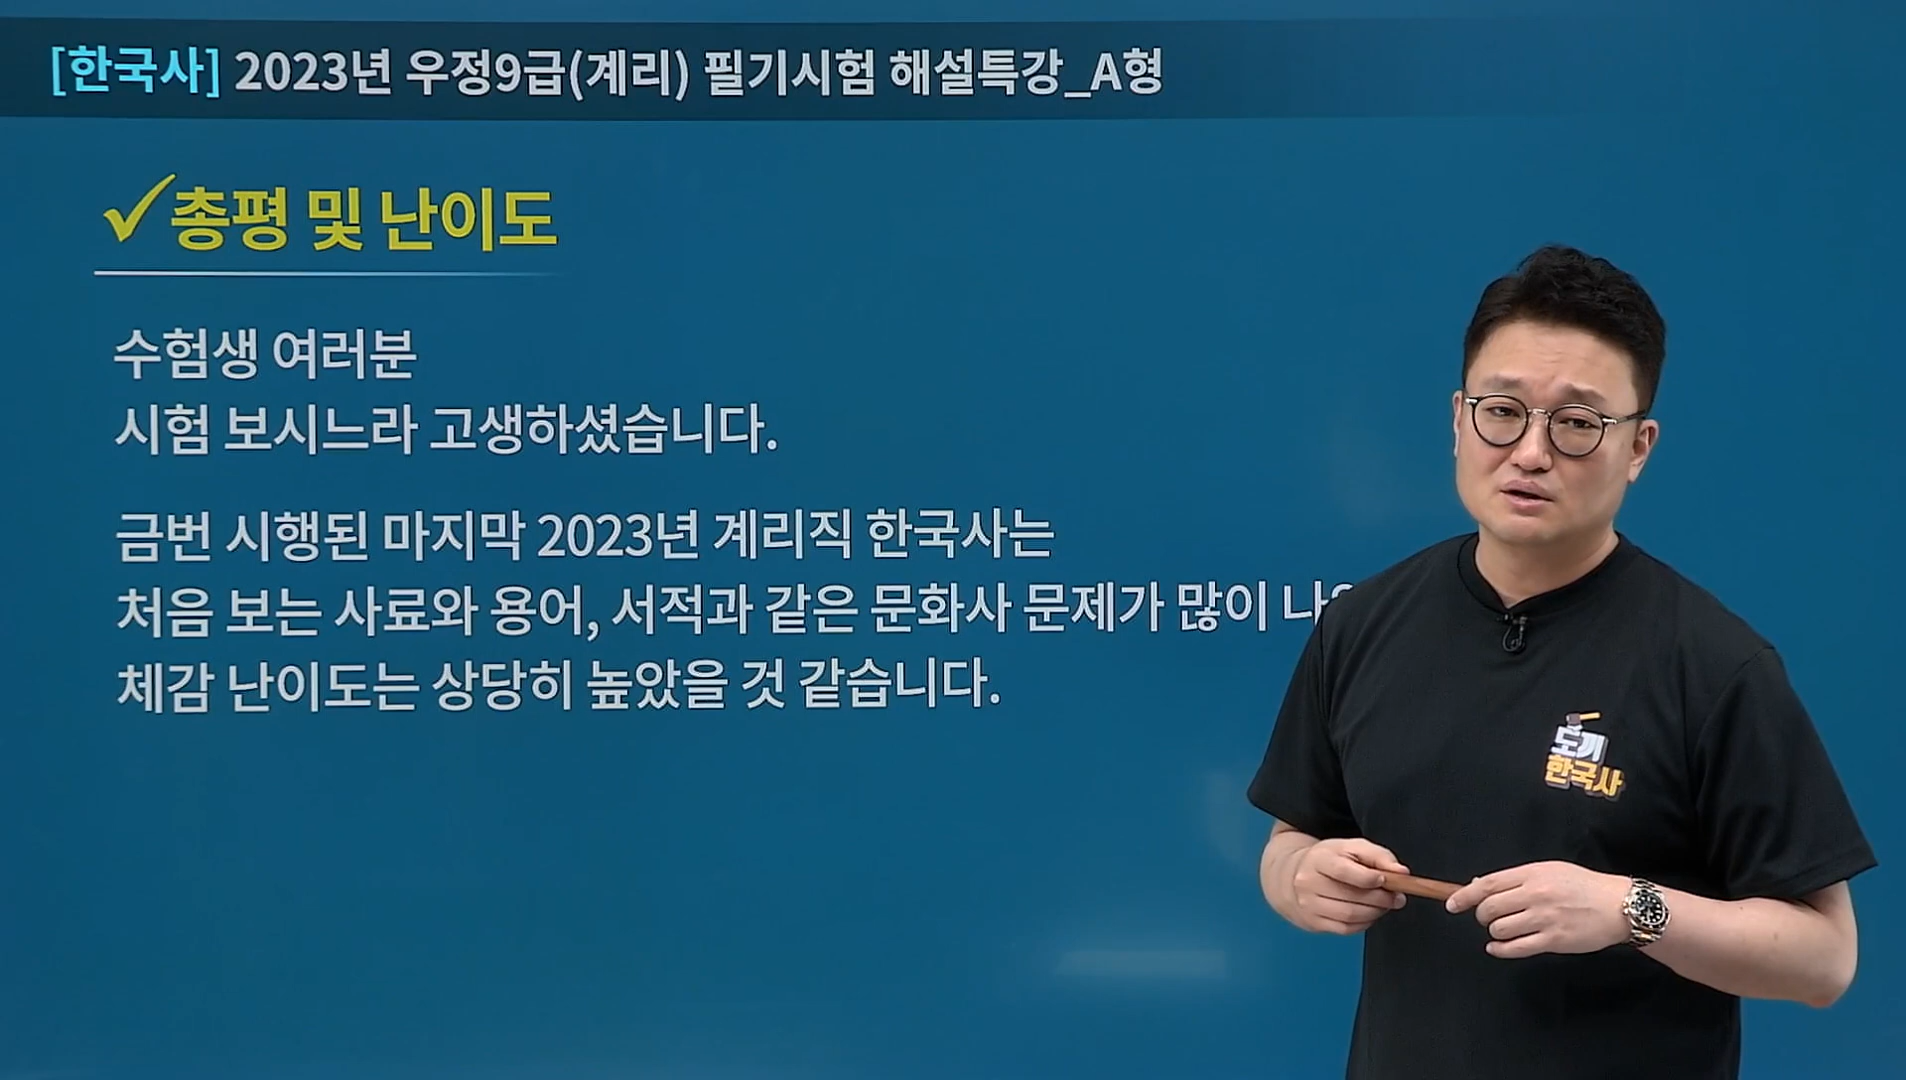 [한국사] 2023년 우정9급(계리) 필기시험 해설특강_A형
총평 및 난이도
수험생 여러분
시험 보시느라 고생하셨습니다.
금번 시행된 마지막 2023년 계리직 한국사는
처음 보는 사료와 용어, 서적과 같은 문화사 문제가 많이
체감 난이도는 상당히 높았을 것 같습니다.
도끼
한국사